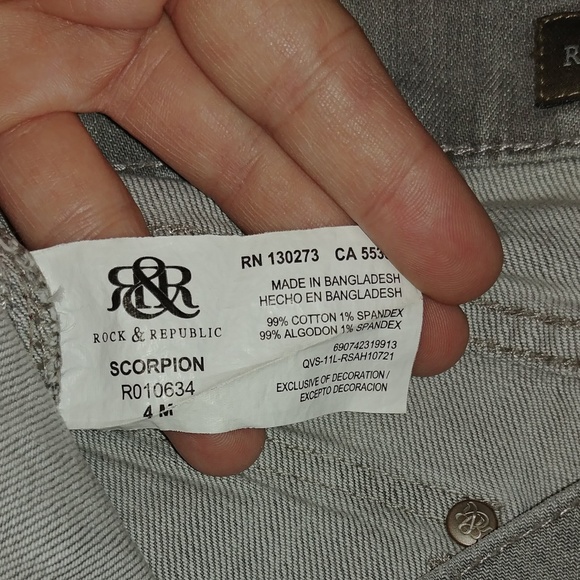 R&R
ROCK & REPUBLIC
SCORPION
R010634
4 M
RN 130273 CA
MADE IN BANGLADESH
HECHO EN BANGLADESH
99% COTTON 1% SPANDEX
99% ALGODON 1% SPANDEX
690742319913
QVS-11L-RSAH10721
EXCLUSIVE OF DECORATION /
EXCEPTO DECORACION
R